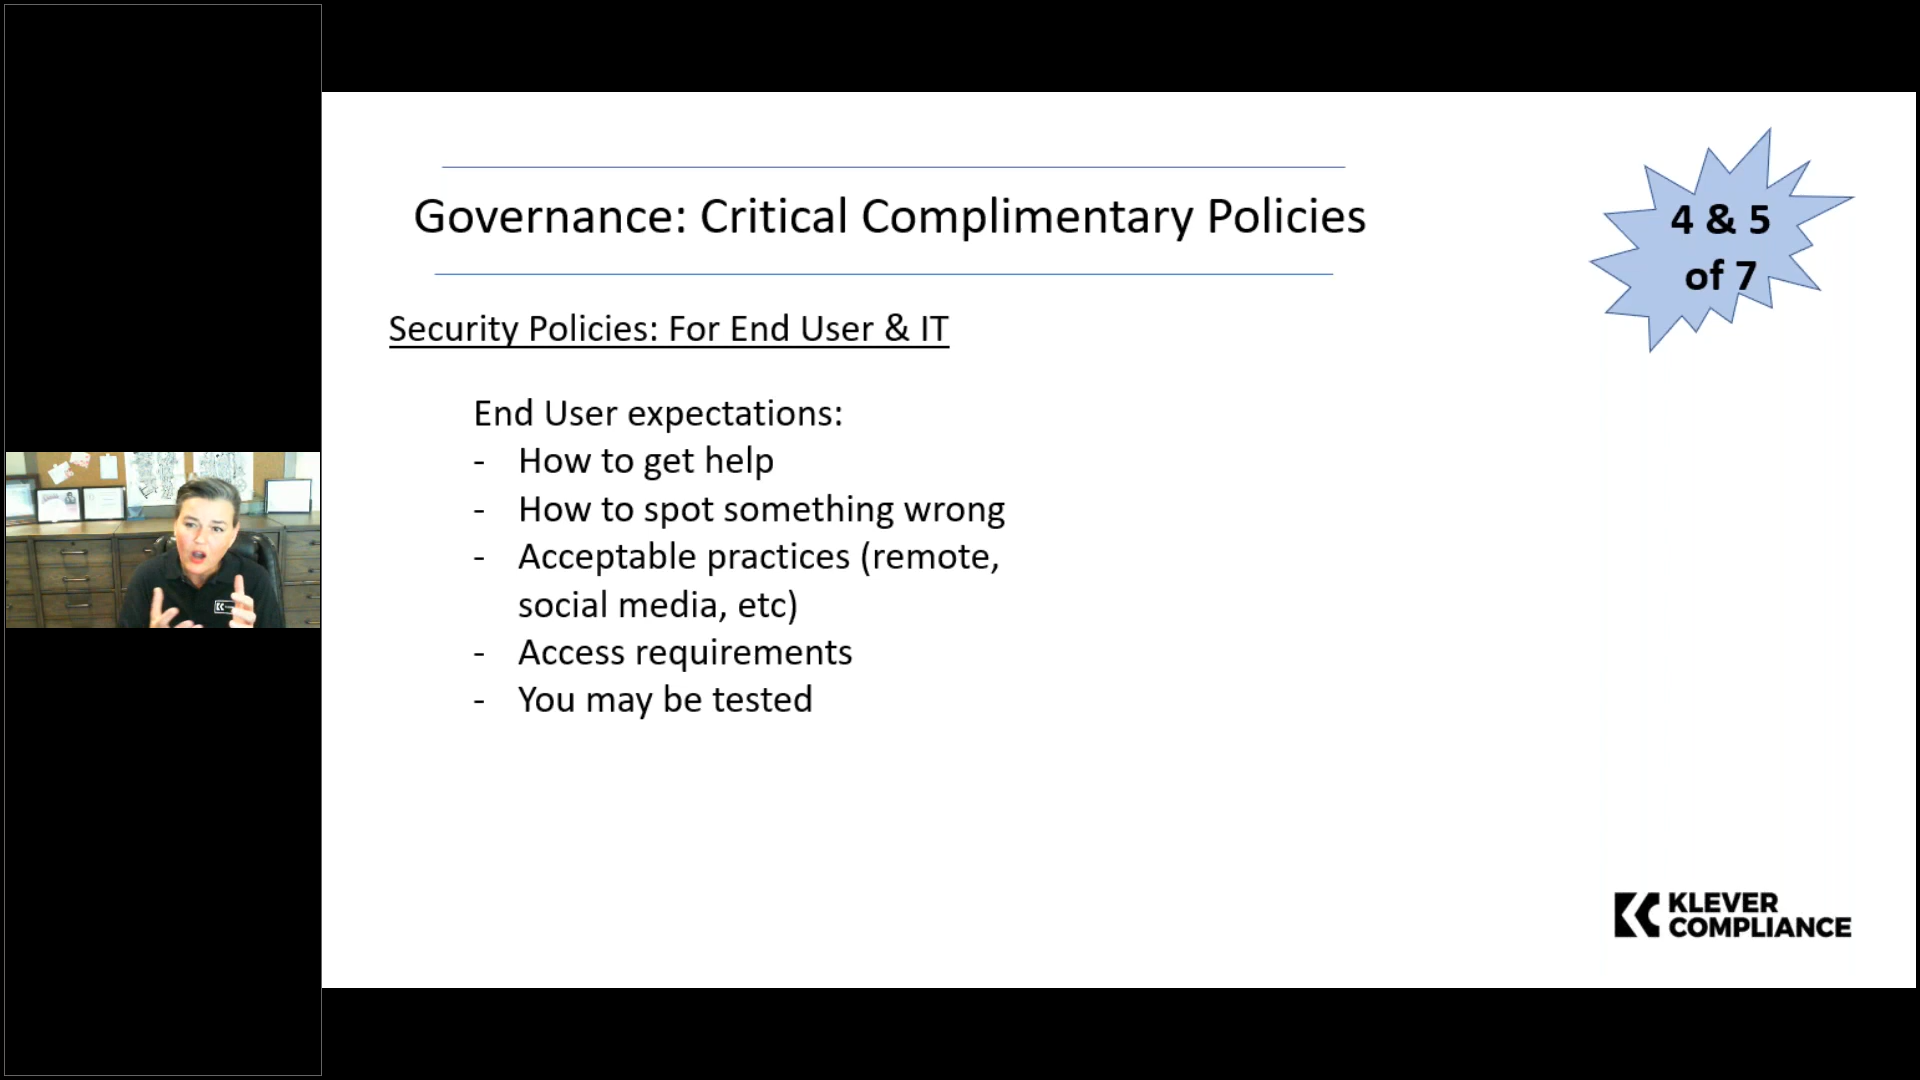 Governance: Critical Complimentary Policies
4 & 5
of 7
Security Policies: For End User & IT
End User expectations:
- How to get help
- How to spot something wrong
- Acceptable practices (remote,
social media, etc)
- Access requirements
- You may be tested
KLEVER
COMPLIANCE